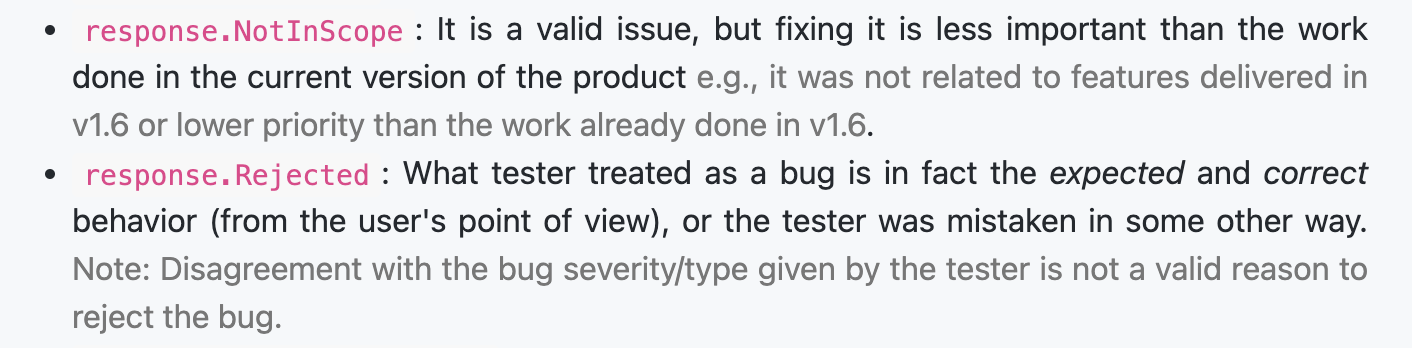 • response.NotInScope : It is a valid issue, but fixing it is less important than the work
done in the current version of the product e.g., it was not related to features delivered in
v1.6 or lower priority than the work already done in v1.6.
• response.Rejected : What tester treated as a bug is in fact the expected and correct
behavior (from the user's point of view), or the tester was mistaken in some other way.
Note: Disagreement with the bug severity/type given by the tester is not a valid reason to
reject the bug.